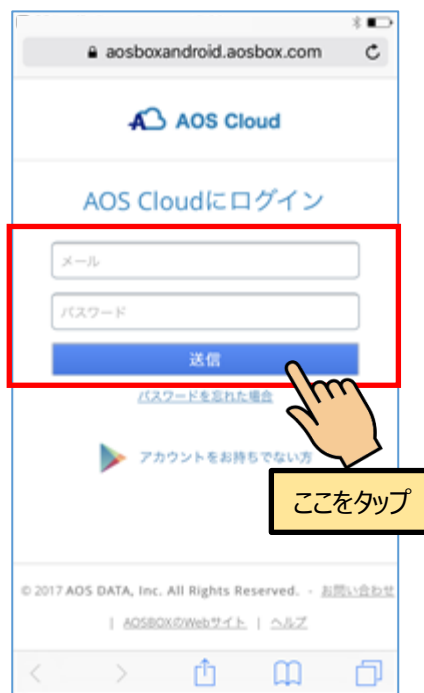 aosboxandroid.aosbox.com
AOS Cloud
AOS Cloudにログイン
メール
パスワード
送信
パスワードを忘れた場合
アカウントをお持ちでない方
ここをタップ
© 2017 AOS DATA, Inc. All Rights Reserved. - お問い合わせ
| AOSBOXのWebサイト | ヘルプ